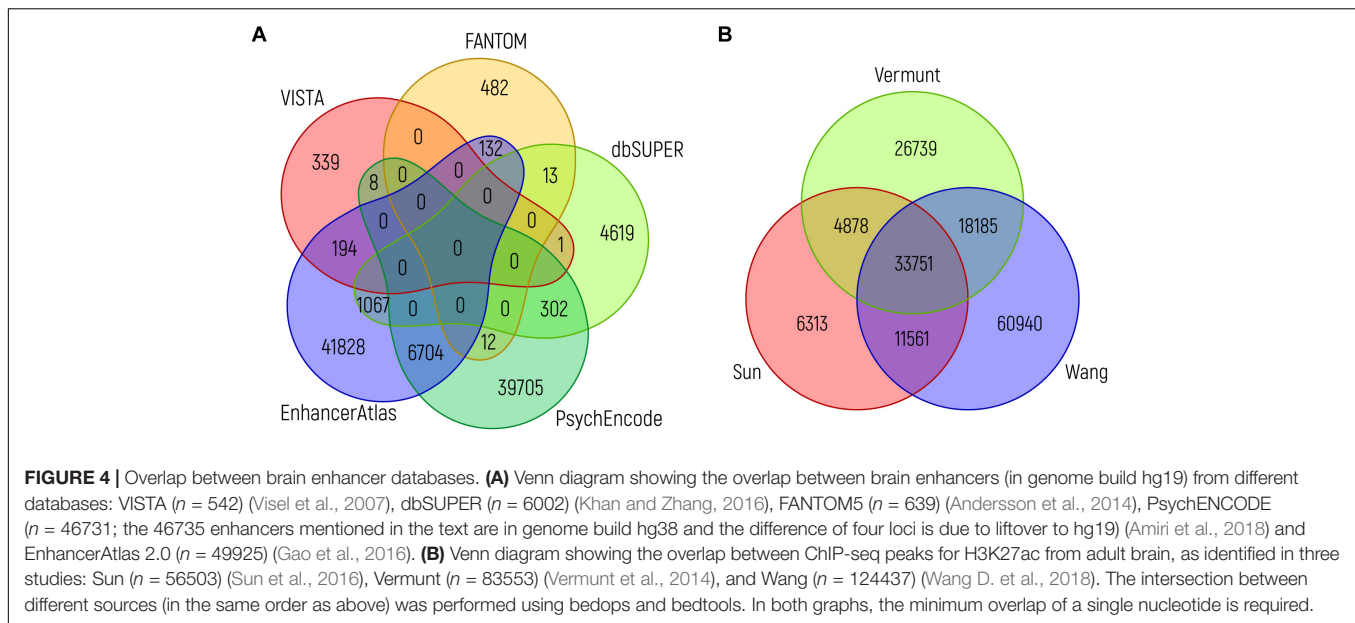 A
B
FANTOM
482
VISTA
0
132
dbSUPER
339
0
13
8
0
0
0
0
0
4619
194
0
0
0
1
1067
0
0
0
302
41828
6704
12
39705
EnhancerAtlas
PsychEncode
Vermunt
26739
4878
18185
33751
6313
11561
60940
Sun
Wang
FIGURE 4 | Overlap between brain enhancer databases. (A) Venn diagram showing the overlap between brain enhancers (in genome build hg19) from different
databases: VISTA (n = 542) (Visel et al., 2007), dbSUPER (n = 6002) (Khan and Zhang, 2016), FANTOM5 (n = 639) (Andersson et al., 2014), PsychENCODE
(n = 46731; the 46735 enhancers mentioned in the text are in genome build hg38 and the difference of four loci is due to liftover to hg19) (Amiri et al., 2018) and
EnhancerAtlas 2.0 (n = 49925) (Gao et al., 2016). (B) Venn diagram showing the overlap between ChIP-seq peaks for H3K27ac from adult brain, as identified in three
studies: Sun (n = 56503) (Sun et al., 2016), Vermunt (n = 83553) (Vermunt et al., 2014), and Wang (n = 124437) (Wang D. et al., 2018). The intersection between
different sources (in the same order as above) was performed using bedops and bedtools. In both graphs, the minimum overlap of a single nucleotide is required.